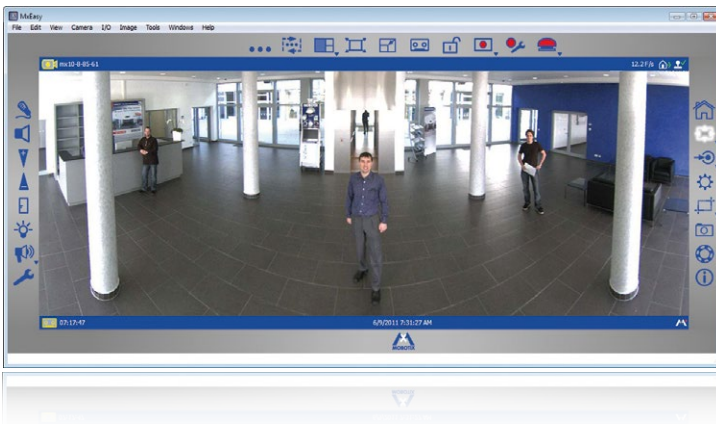 MxEasy
File Edit View Camera I/O Image Tools Windows Help
mx10-8-85-61
12.2 F/s
07:17:47
6/9/2011 7:31:27 AM
MOBOTIX